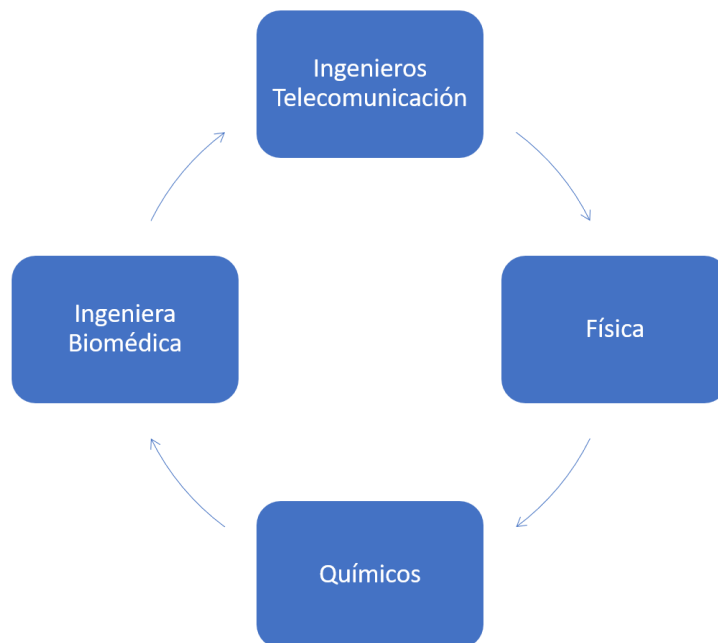 Ingenieros
Telecomunicación
Física
Químicos
Ingeniera
Biomédica